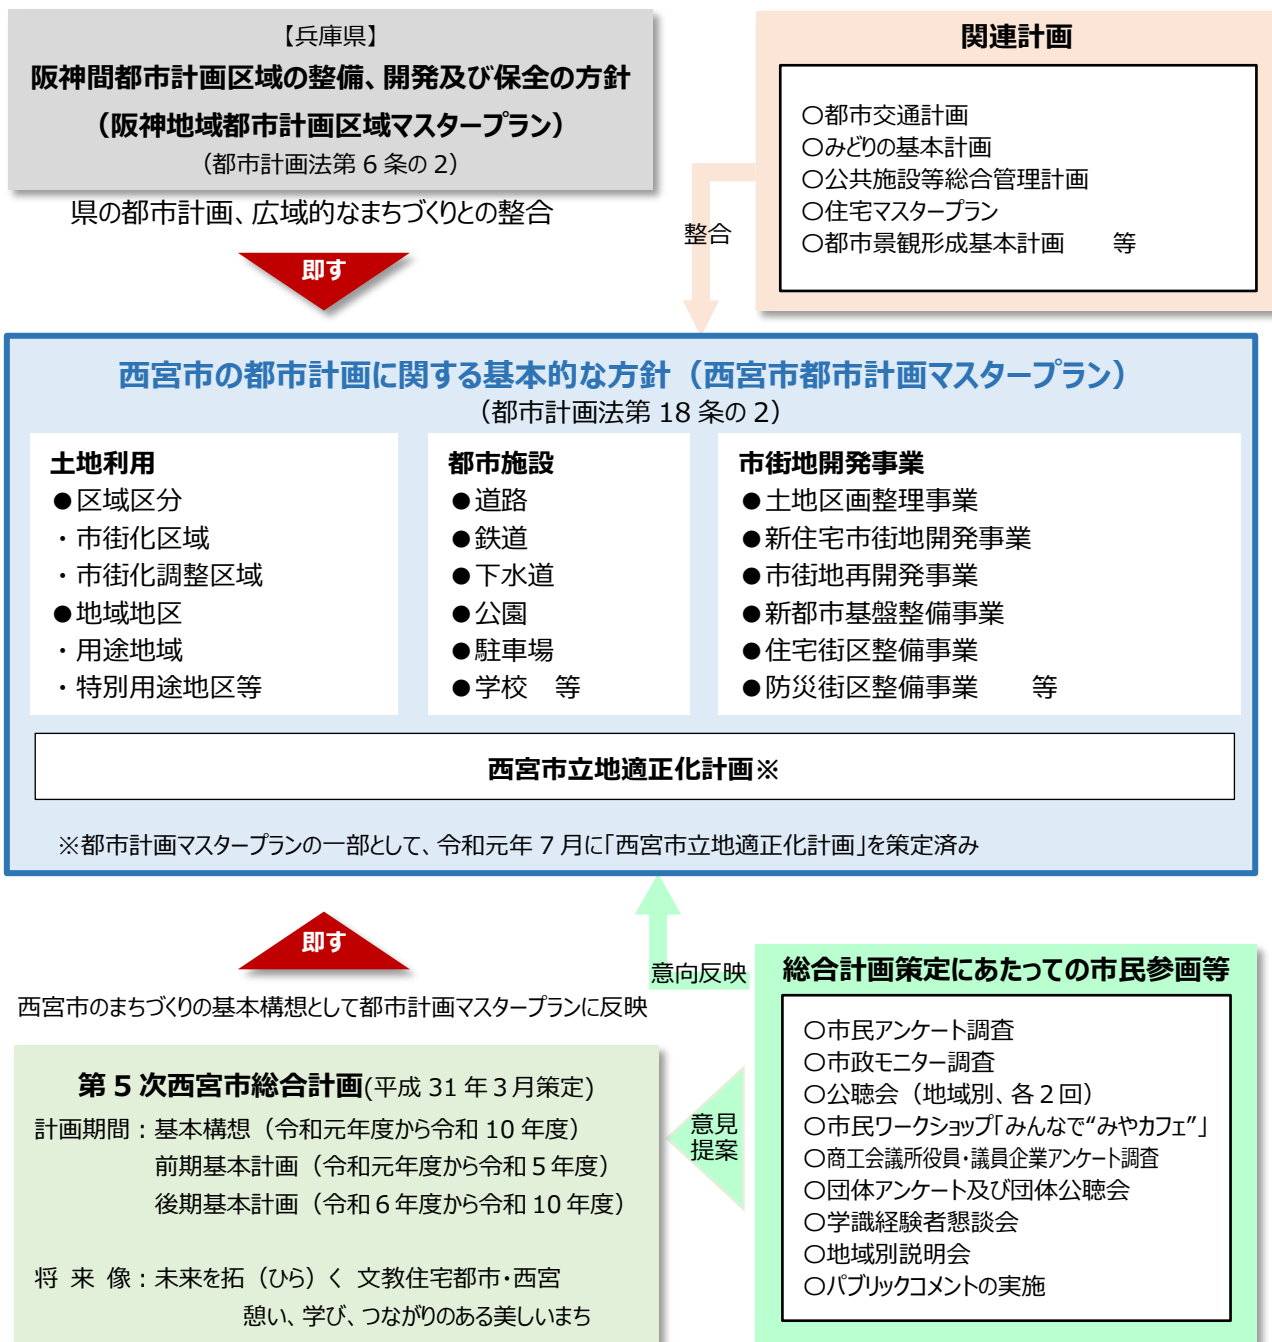 【兵庫県】
阪神間都市計画区域の整備、開発及び保全の方針
（阪神地域都市計画区域マスタープラン）
（都市計画法第 6 条の 2）
県の都市計画、広域的なまちづくりとの整合
即す
関連計画
〇都市交通計画
〇みどりの基本計画
〇公共施設等総合管理計画
〇住宅マスタープラン
〇都市景観形成基本計画　　等
整合
西宮市の都市計画に関する基本的な方針（西宮市都市計画マスタープラン）
（都市計画法第 18 条の 2）
土地利用
●区域区分
・市街化区域
・市街化調整区域
●地域地区
・用途地域
・特別用途地区等
都市施設
●道路
●鉄道
●下水道
●公園
●駐車場
●学校　等
市街地開発事業
●土地区画整理事業
●新住宅市街地開発事業
●市街地再開発事業
●新都市基盤整備事業
●住宅街区整備事業
●防災街区整備事業　　等
西宮市立地適正化計画※
※都市計画マスタープランの一部として、令和元年 7 月に「西宮市立地適正化計画」を策定済み
即す
西宮市のまちづくりの基本構想として都市計画マスタープランに反映
第 5 次西宮市総合計画(平成 31 年 3 月策定)
計画期間：基本構想（令和元年度から令和 10 年度）
前期基本計画（令和元年度から令和 5 年度）
後期基本計画（令和 6 年度から令和 10 年度）
将 来 像：未来を拓（ひら）く 文教住宅都市・西宮
憩い、学び、つながりのある美しいまち
意向反映
意見
提案
総合計画策定にあたっての市民参画等
〇市民アンケート調査
〇市政モニター調査
〇公聴会（地域別、各 2 回）
〇市民ワークショップ「みんなで“みやカフェ”」
〇商工会議所役員・議員企業アンケート調査
〇団体アンケート及び団体公聴会
〇学識経験者懇談会
〇地域別説明会
〇パブリックコメントの実施